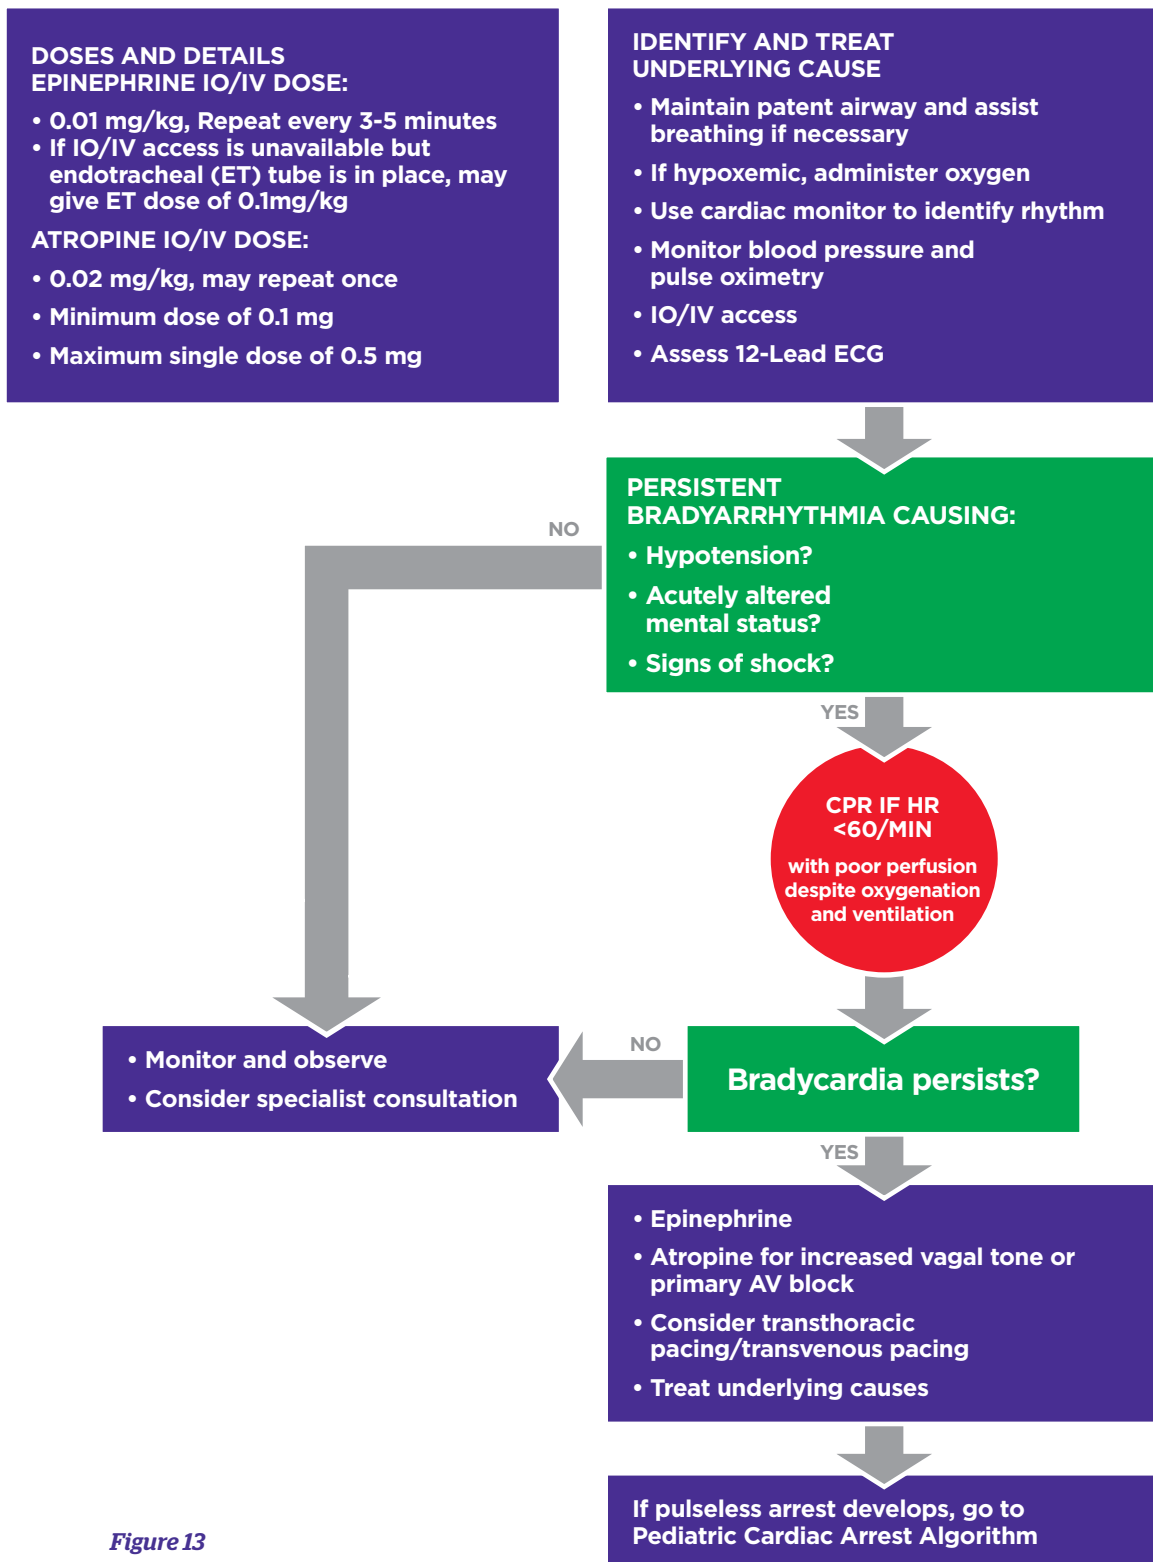 DOSES AND DETAILS
EPINEPHRINE IO/IV DOSE:
• 0.01 mg/kg, Repeat every 3-5 minutes
• If IO/IV access is unavailable but
endotracheal (ET) tube is in place, may
give ET dose of 0.1mg/kg
ATROPINE IO/IV DOSE:
• 0.02 mg/kg, may repeat once
• Minimum dose of 0.1 mg
• Maximum single dose of 0.5 mg
IDENTIFY AND TREAT
UNDERLYING CAUSE
• Maintain patent airway and assist
breathing if necessary
• If hypoxemic, administer oxygen
• Use cardiac monitor to identify rhythm
• Monitor blood pressure and
pulse oximetry
• IO/IV access
• Assess 12-Lead ECG
PERSISTENT
BRADYARRHYTHMIA CAUSING:
• Hypotension?
• Acutely altered
mental status?
• Signs of shock?
NO
YES
CPR IF HR
<60/MIN
with poor perfusion
despite oxygenation
and ventilation
Bradycardia persists?
NO
• Monitor and observe
• Consider specialist consultation
YES
• Epinephrine
• Atropine for increased vagal tone or
primary AV block
• Consider transthoracic
pacing/transvenous pacing
• Treat underlying causes
If pulseless arrest develops, go to
Pediatric Cardiac Arrest Algorithm
Figure 13